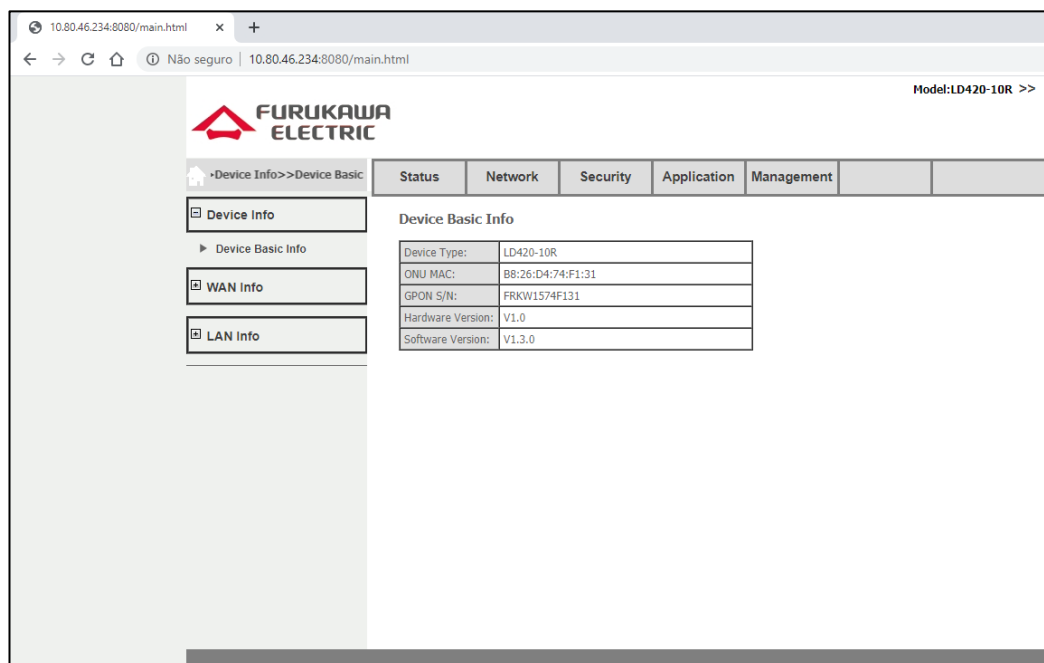 10.80.46.234:8080/main.html
Não seguro | 10.80.46.234:8080/main.html
Model:LD420-10R >>
FURUKAWA
ELECTRIC
Device Info>>Device Basic
Status Network Security Application Management
Device Info
Device Basic Info
WAN Info
LAN Info
Device Basic Info
Device Type: LD420-10R
ONU MAC: B8:26:D4:74:F1:31
GPON S/N: FRKW1574F131
Hardware Version: V1.0
Software Version: V1.3.0